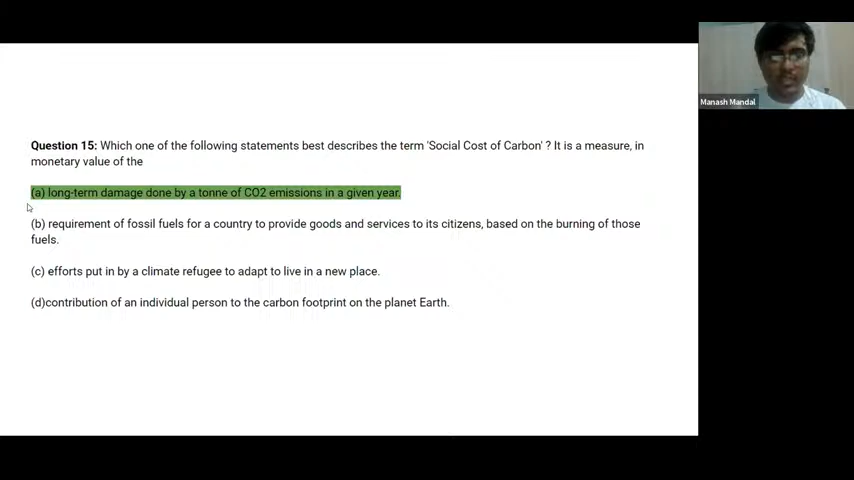 Question 15: Which one of the following statements best describes the term 'Social Cost of Carbon' ? It is a measure, in
monetary value of the
(a) long-term damage done by a tonne of CO2 emissions in a given year.
(b) requirement of fossil fuels for a country to provide goods and services to its citizens, based on the burning of those
fuels.
(c) efforts put in by a climate refugee to adapt to live in a new place.
(d)contribution of an individual person to the carbon footprint on the planet Earth.
Manash Mandal